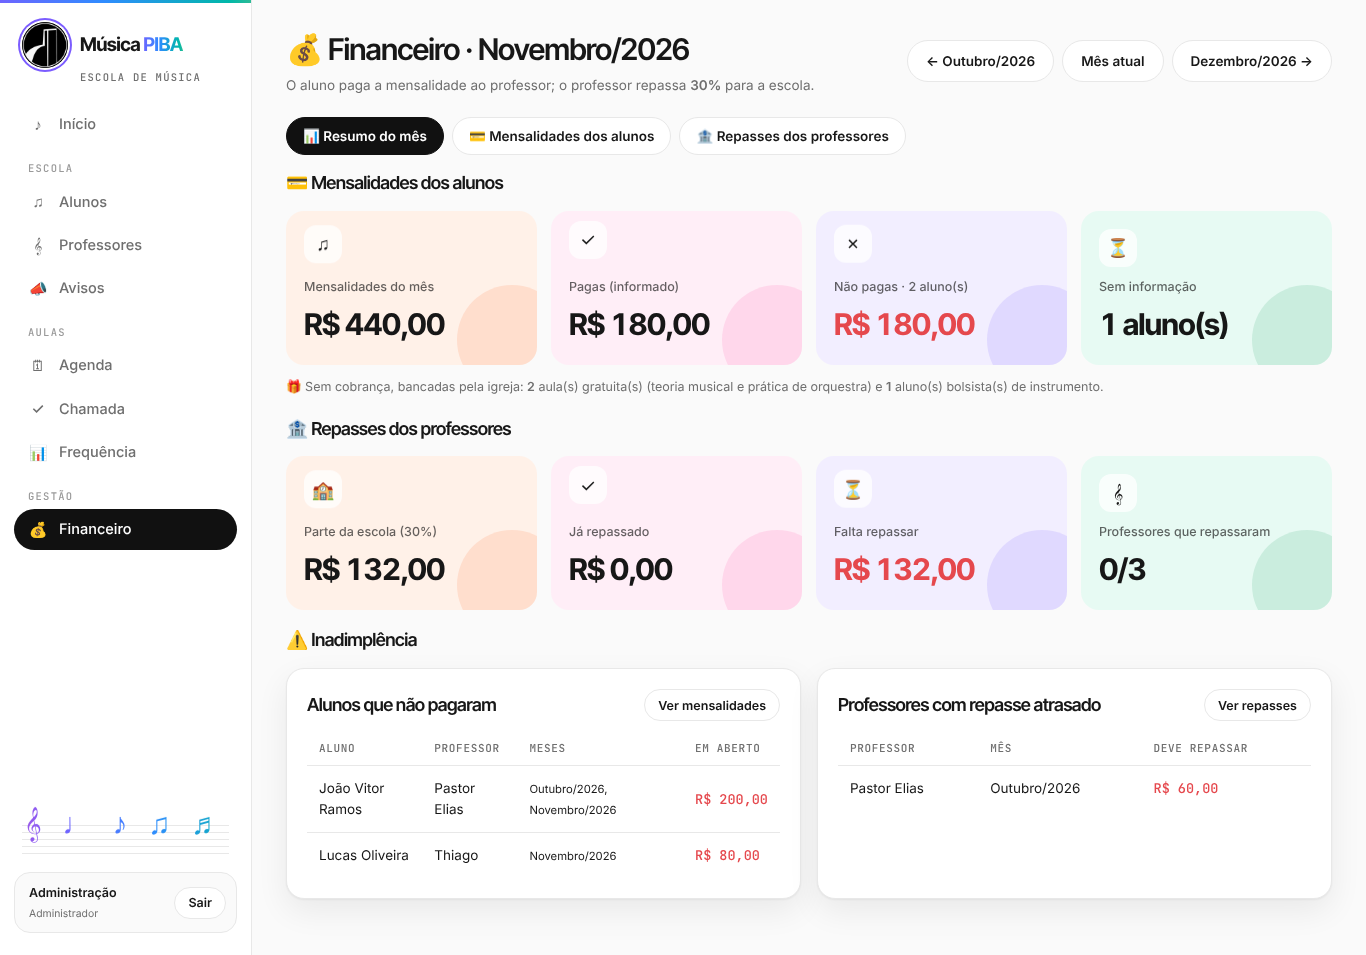 Música PIBA
ESCOLA DE MÚSICA
Início
ESCOLA
Alunos
Professores
Avisos
AULAS
Agenda
Chamada
Frequência
GESTÃO
Financeiro
Administração
Administrador
Sair
Financeiro · Novembro/2026
O aluno paga a mensalidade ao professor; o professor repassa 30% para a escola.
← Outubro/2026
Mês atual
Dezembro/2026 →
Resumo do mês
Mensalidades dos alunos
Repasses dos professores
Mensalidades dos alunos
Mensalidades do mês
R$ 440,00
Pagas (informado)
R$ 180,00
Não pagas · 2 aluno(s)
R$ 180,00
Sem informação
1 aluno(s)
Sem cobrança, bancadas pela igreja: 2 aula(s) gratuita(s) (teoria musical e prática de orquestra) e 1 aluno(s) bolsista(s) de instrumento.
Repasses dos professores
Parte da escola (30%)
R$ 132,00
Já repassado
R$ 0,00
Falta repassar
R$ 132,00
Professores que repassaram
0/3
Inadimplência
Alunos que não pagaram
Ver mensalidades
ALUNO PROFESSOR MESES EM ABERTO
João Vitor Ramos Pastor Elias Outubro/2026, Novembro/2026 R$ 200,00
Lucas Oliveira Thiago Novembro/2026 R$ 80,00
Professores com repasse atrasado
Ver repasses
PROFESSOR MÊS DEVE REPASSAR
Pastor Elias Outubro/2026 R$ 60,00